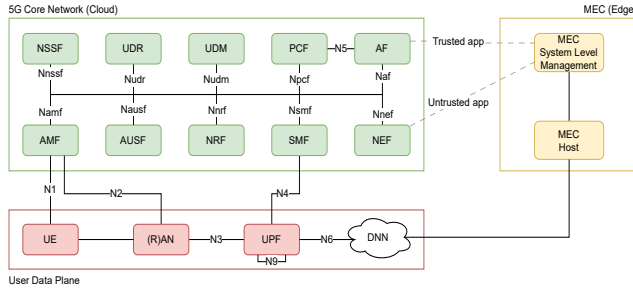 5G Core Network (Cloud)
MEC (Edge
NSSF
UDR
UDM
PCF
N5
AF
Trusted app
MEC
System Level
Management
Nnssf
Nudr
Nudm
Npcf
Naf
Namf
Nausf
Nnrf
Nsmf
Nnef
Untrusted app
AMF
AUSF
NRF
SMF
NEF
MEC
Host
N1
N2
N4
UE
(R)AN
N3
UPF
N6
DNN
N9
User Data Plane